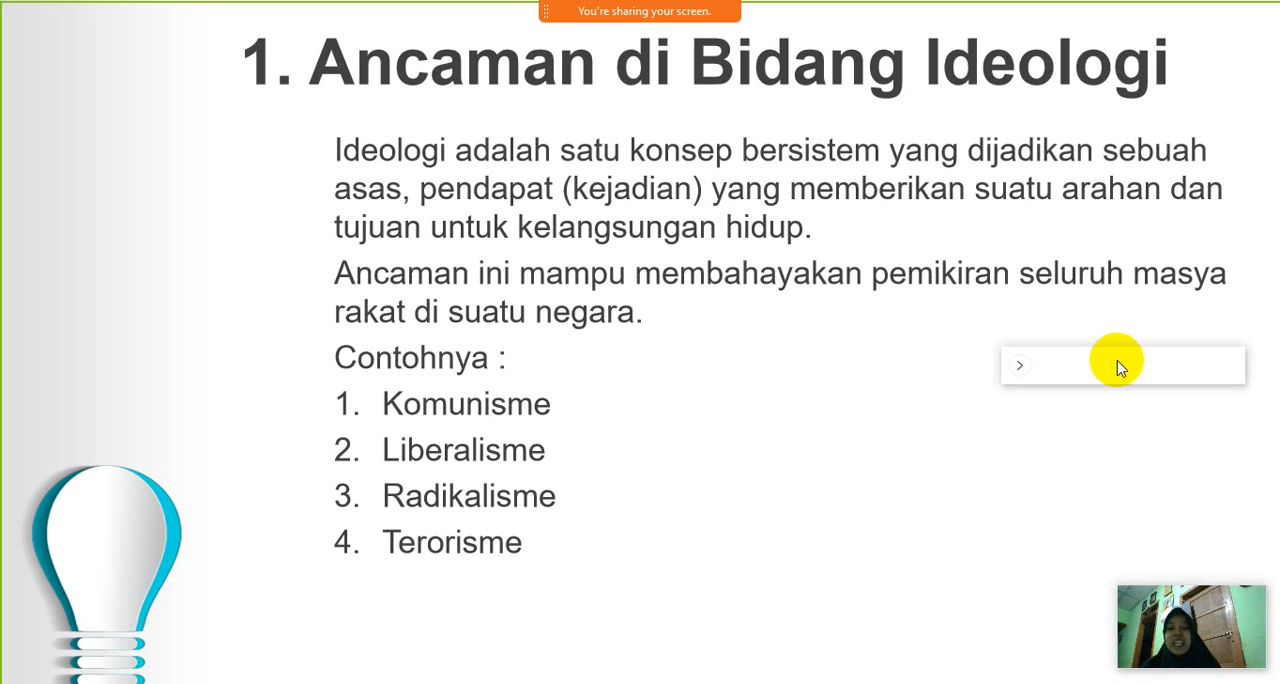 You're sharing your screen.
1. Ancaman di Bidang Ideologi
Ideologi adalah satu konsep bersistem yang dijadikan sebuah
asas, pendapat (kejadian) yang memberikan suatu arahan dan
tujuan untuk kelangsungan hidup.
Ancaman ini mampu membahayakan pemikiran seluruh masya
rakat di suatu negara.
Contohnya :
1. Komunisme
2. Liberalisme
3. Radikalisme
4. Terorisme